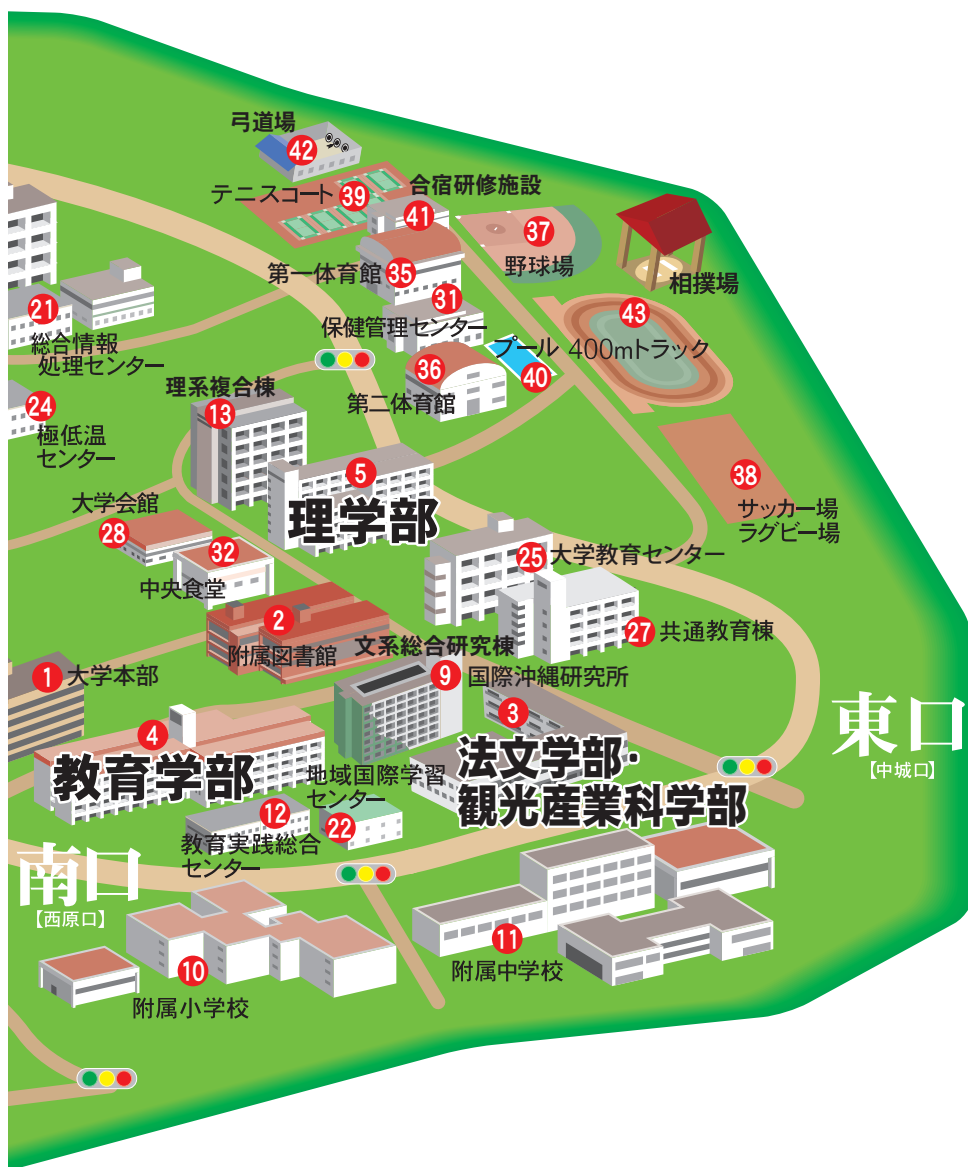 弓道場
42
テニスコート 39
合宿研修施設
41
37
野球場
相撲場
第一体育館 35
31
保健管理センター
43
400mトラック
プール
40
36
第二体育館
21
総合情報
処理センター
24
極低温
センター
理系複合棟
13
5
理学部
38
サッカー場
ラグビー場
大学会館
28
32
中央食堂
25 大学教育センター
2
附属図書館
27 共通教育棟
文系総合研究棟
9 国際沖縄研究所
1 大学本部
3
法文学部・
観光産業科学部
4
教育学部
地域国際学習
センター
22
12
教育実践総合
センター
東口
【中城口】
南口
【西原口】
10
附属小学校
11
附属中学校